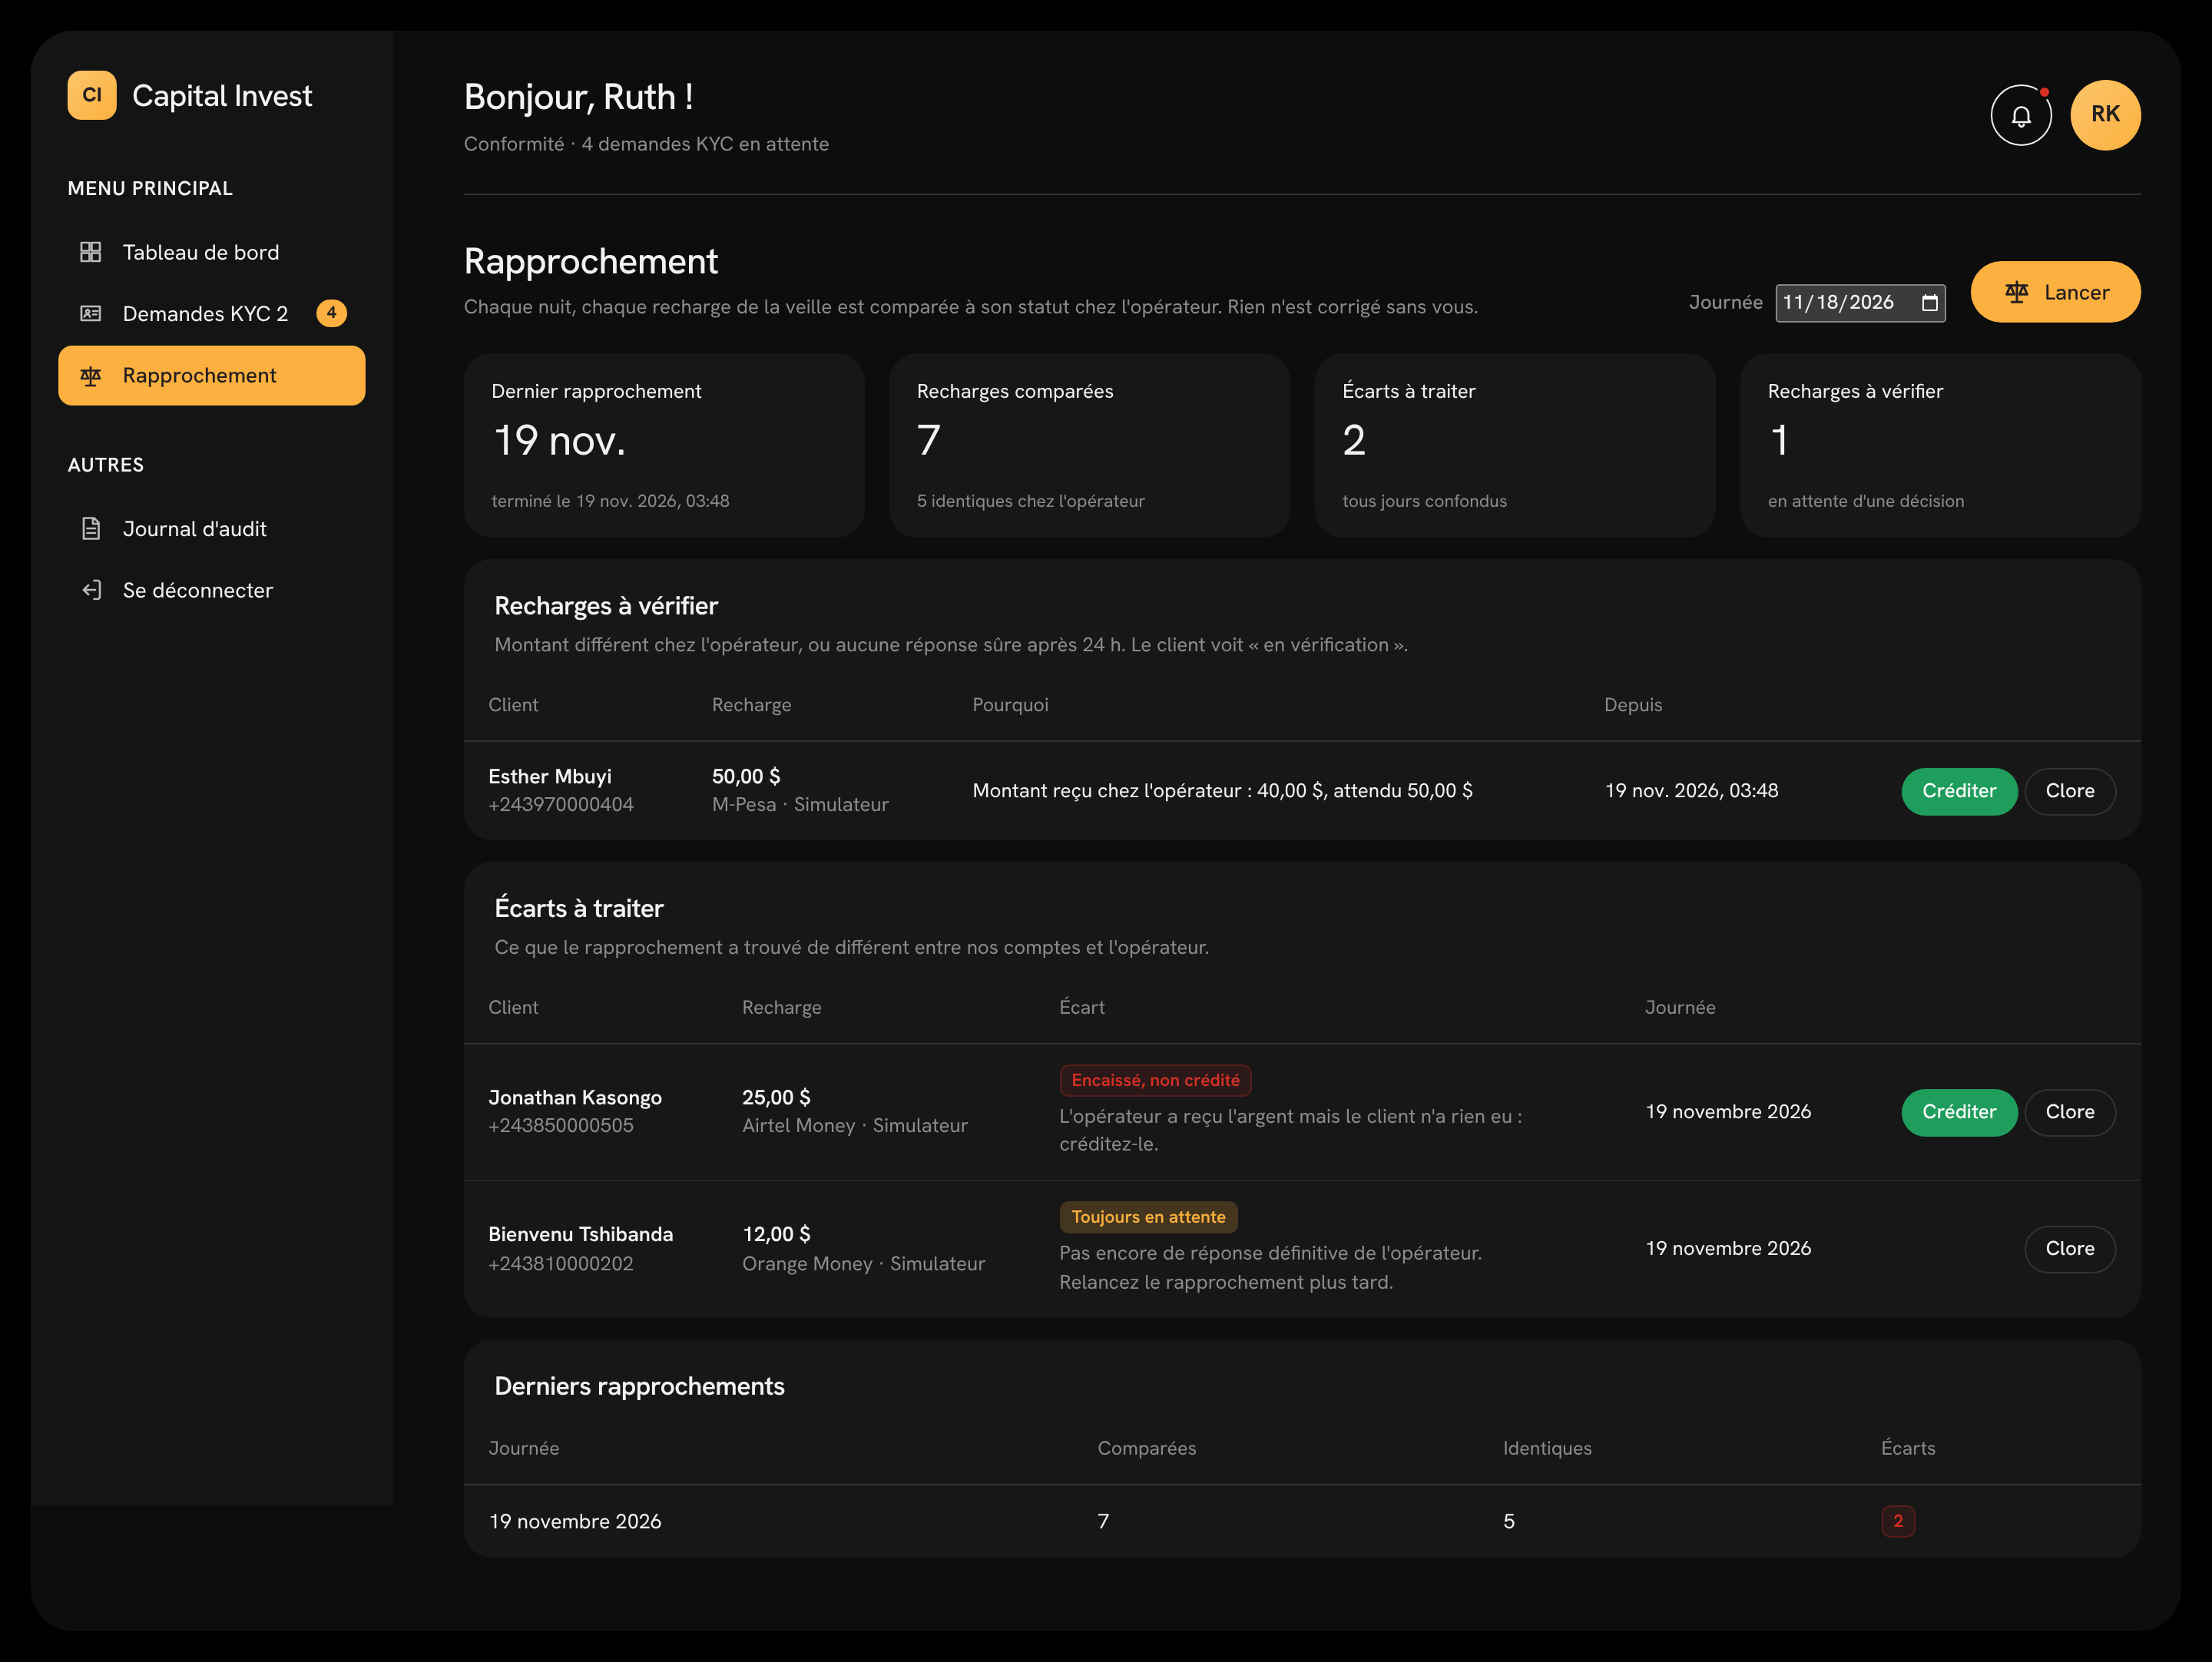 CI Capital Invest
MENU PRINCIPAL
Tableau de bord
Demandes KYC 2 4
Rapprochement
AUTRES
Journal d'audit
Se déconnecter
Bonjour, Ruth !
Conformité · 4 demandes KYC en attente
RK
Rapprochement
Chaque nuit, chaque recharge de la veille est comparée à son statut chez l'opérateur. Rien n'est corrigé sans vous.
Journée 11/18/2026 Lancer
Dernier rapprochement
19 nov.
terminé le 19 nov. 2026, 03:48
Recharges comparées
7
5 identiques chez l'opérateur
Écarts à traiter
2
tous jours confondus
Recharges à vérifier
1
en attente d'une décision
Recharges à vérifier
Montant différent chez l'opérateur, ou aucune réponse sûre après 24 h. Le client voit « en vérification ».
Client Recharge Pourquoi Depuis
Esther Mbuyi 50,00 $
+243970000404 M-Pesa · Simulateur
Montant reçu chez l'opérateur : 40,00 $, attendu 50,00 $ 19 nov. 2026, 03:48 Créditer Clore
Écarts à traiter
Ce que le rapprochement a trouvé de différent entre nos comptes et l'opérateur.
Client Recharge Écart Journée
Jonathan Kasongo 25,00 $
+243850000505 Airtel Money · Simulateur
Encaissé, non crédité
L'opérateur a reçu l'argent mais le client n'a rien eu :
créditez-le.
19 novembre 2026 Créditer Clore
Bienvenu Tshibanda 12,00 $
+243810000202 Orange Money · Simulateur
Toujours en attente
Pas encore de réponse définitive de l'opérateur.
Relancez le rapprochement plus tard.
19 novembre 2026 Clore
Derniers rapprochements
Journée Comparées Identiques Écarts
19 novembre 2026 7 5 2